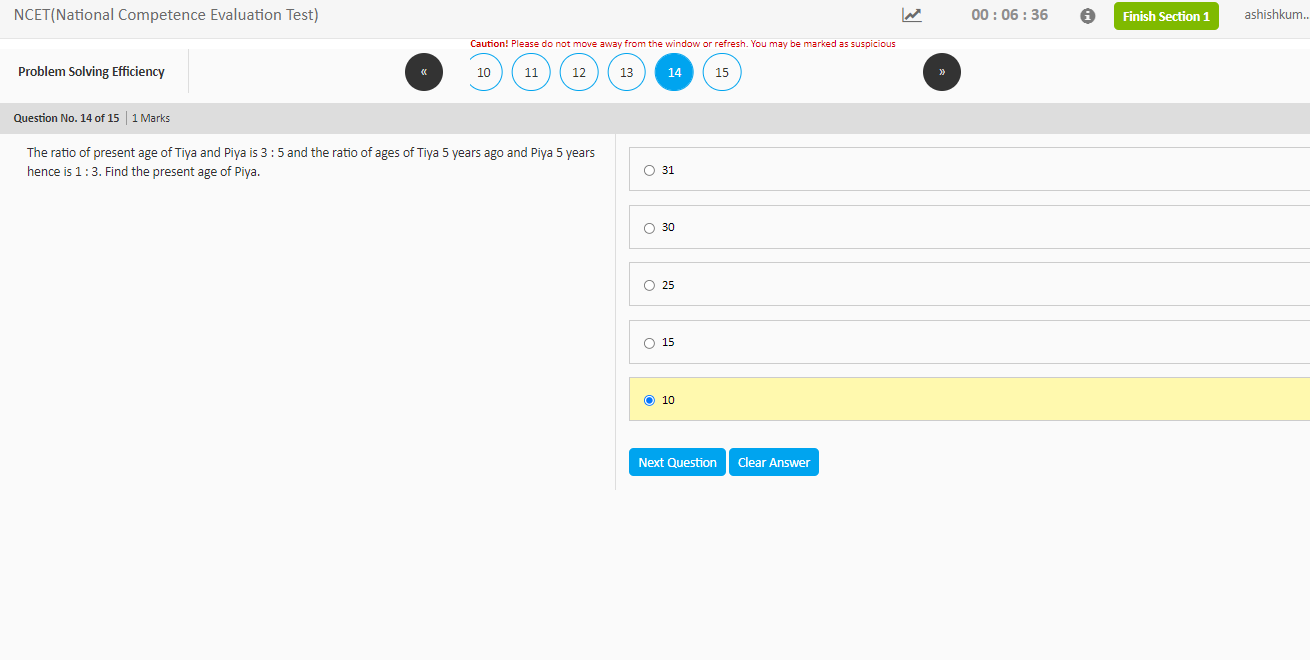 NCET(National Competence Evaluation Test)
00 : 06 : 36
Finish Section 1
ashishkum..
Caution! Please do not move away from the window or refresh. You may be marked as suspicious
Problem Solving Efficiency
«
10
11
12
13
14
15
»
Question No. 14 of 15
1 Marks
The ratio of present age of Tiya and Piya is 3 : 5 and the ratio of ages of Tiya 5 years ago and Piya 5 years
hence is 1 : 3. Find the present age of Piya.
31
30
25
15
10
Next Question
Clear Answer